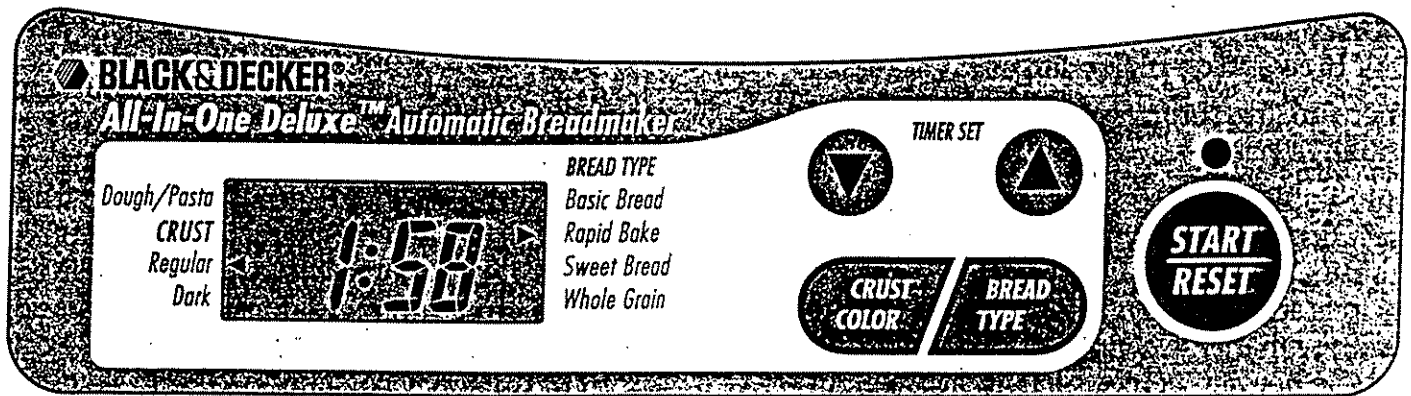 BLACK&DECKER®
All-In-One Deluxe™ Automatic Breadmaker
Dough/Pasta
CRUST
Regular
Dark
1:58
BREAD TYPE
Basic Bread
Rapid Bake
Sweet Bread
Whole Grain
TIMER SET
CRUST
COLOR
BREAD
TYPE
START
RESET